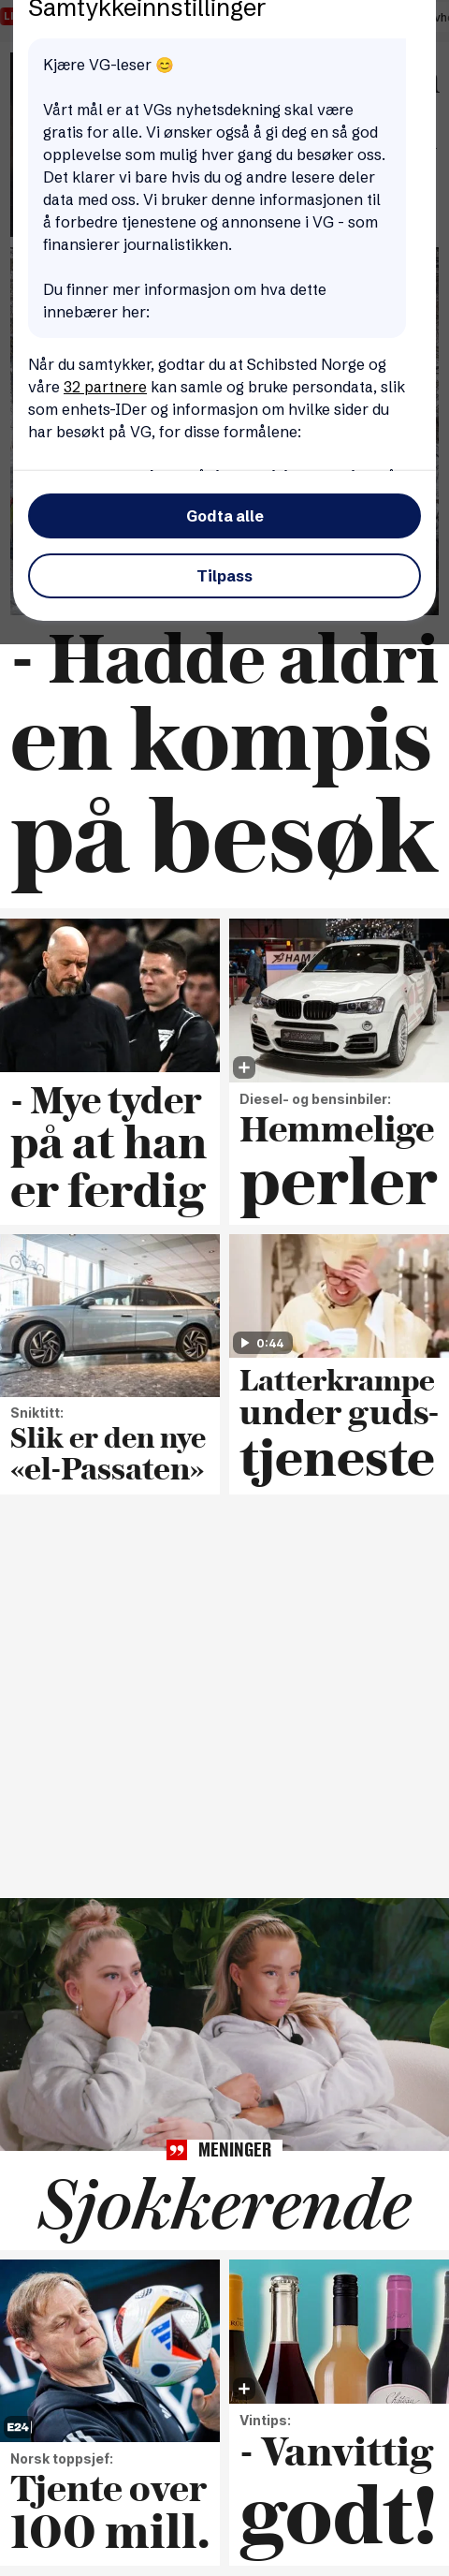 Samtykkeinnstillinger
Kjære VG-leser 😊
Vårt mål er at VGs nyhetsdekning skal være
gratis for alle. Vi ønsker også å gi deg en så god
opplevelse som mulig hver gang du besøker oss.
Det klarer vi bare hvis du og andre lesere deler
data med oss. Vi bruker denne informasjonen til
å forbedre tjenestene og annonsene i VG - som
finansierer journalistikken.
Du finner mer informasjon om hva dette
innebærer her:
Når du samtykker, godtar du at Schibsted Norge og
våre 32 partnere kan samle og bruke persondata, slik
som enhets-IDer og informasjon om hvilke sider du
har besøkt på VG, for disse formålene:
Godta alle
Tilpass
- Hadde aldri
en kompis
på besøk
- Mye tyder
på at han
er ferdig
HAMA
Diesel- og bensinbiler:
Hemmelige
perler
Sniktitt:
Slik er den nye
«el-Passaten»
0:44
Latterkrampe
under guds-
tjeneste
MENINGER
Sjokkerende
E24
Norsk toppsjef:
Tjente over
100 mill.
Vintips:
- Vanvittig
godt!